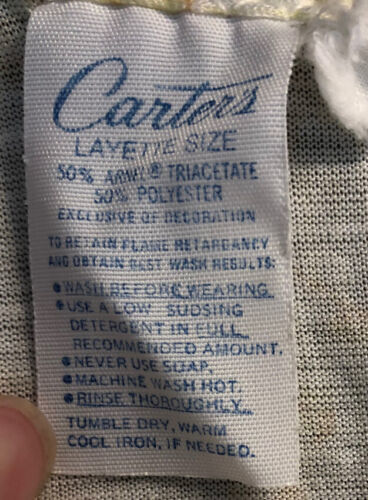 Carter's
LAYETTE SIZE
50% ARNEL® TRIACETATE
50% POLYESTER
EXCLUSIVE OF DECORATION
TO RETAIN FLAME RETARDANCY
AND OBTAIN BEST WASH RESULTS:
• WASH BEFORE WEARING.
• USE A LOW SUDSING
DETERGENT IN FULL
RECOMMENDED AMOUNT.
• NEVER USE SOAP.
• MACHINE WASH HOT.
• RINSE THOROUGHLY.
TUMBLE DRY, WARM
COOL IRON, IF NEEDED.